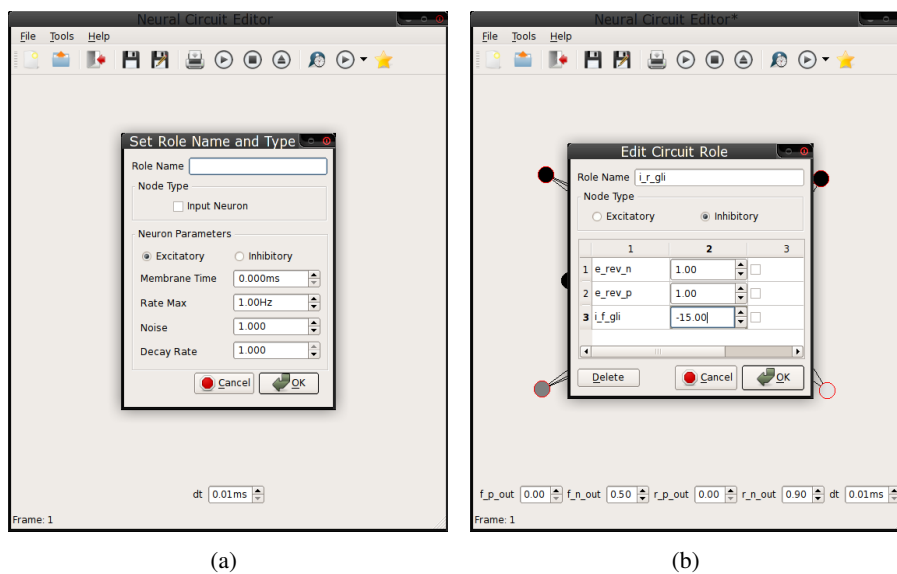 Neural Circuit Editor
File Tools Help
Set Role Name and Type
Role Name
Node Type
Input Neuron
Neuron Parameters
Excitatory Inhibitory
Membrane Time 0.000ms
Rate Max 1.00Hz
Noise 1.000
Decay Rate 1.000
Cancel OK
dt 0.01ms
Frame: 1
(a)
Neural Circuit Editor*
File Tools Help
Edit Circuit Role
Role Name i_r_gli
Node Type
Excitatory Inhibitory
1 2 3
1 e_rev_n 1.00
2 e_rev_p 1.00
3 i_f_gli -15.00
Delete Cancel OK
f_p_out 0.00 f_n_out 0.50 r_p_out 0.00 r_n_out 0.90 dt 0.01ms
Frame: 1
(b)